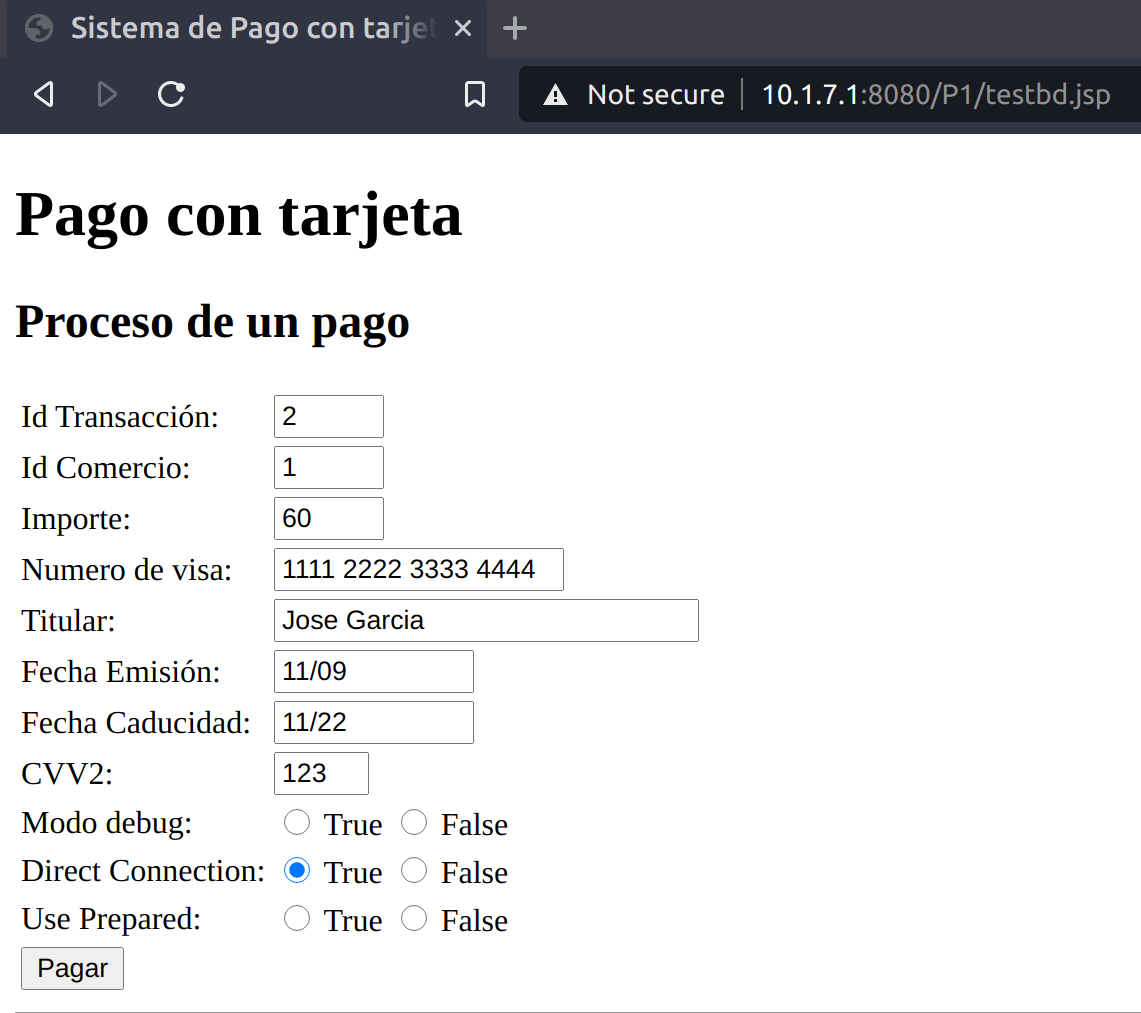 Sistema de Pago con tarjet
Not secure 10.1.7.1:8080/P1/testbd.jsp
Pago con tarjeta
Proceso de un pago
Id Transacción: 2
Id Comercio: 1
Importe: 60
Numero de visa: 1111 2222 3333 4444
Titular: Jose Garcia
Fecha Emisión: 11/09
Fecha Caducidad: 11/22
CVV2: 123
Modo debug: True False
Direct Connection: True False
Use Prepared: True False
Pagar